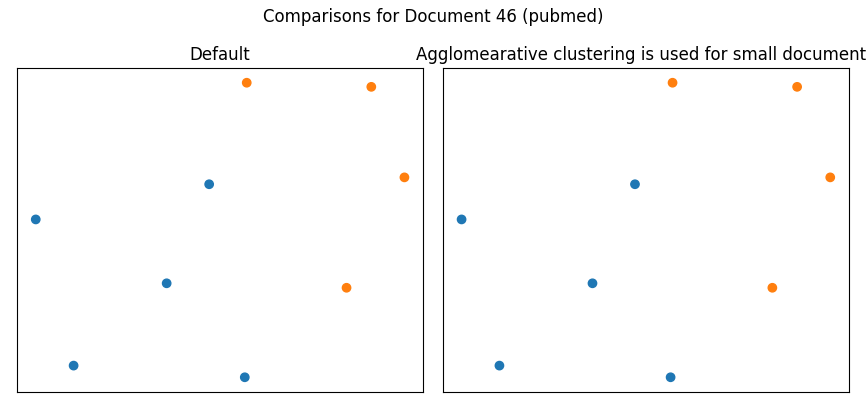 Comparisons for Document 46 (pubmed)
Default
Agglomearative clustering is used for small document